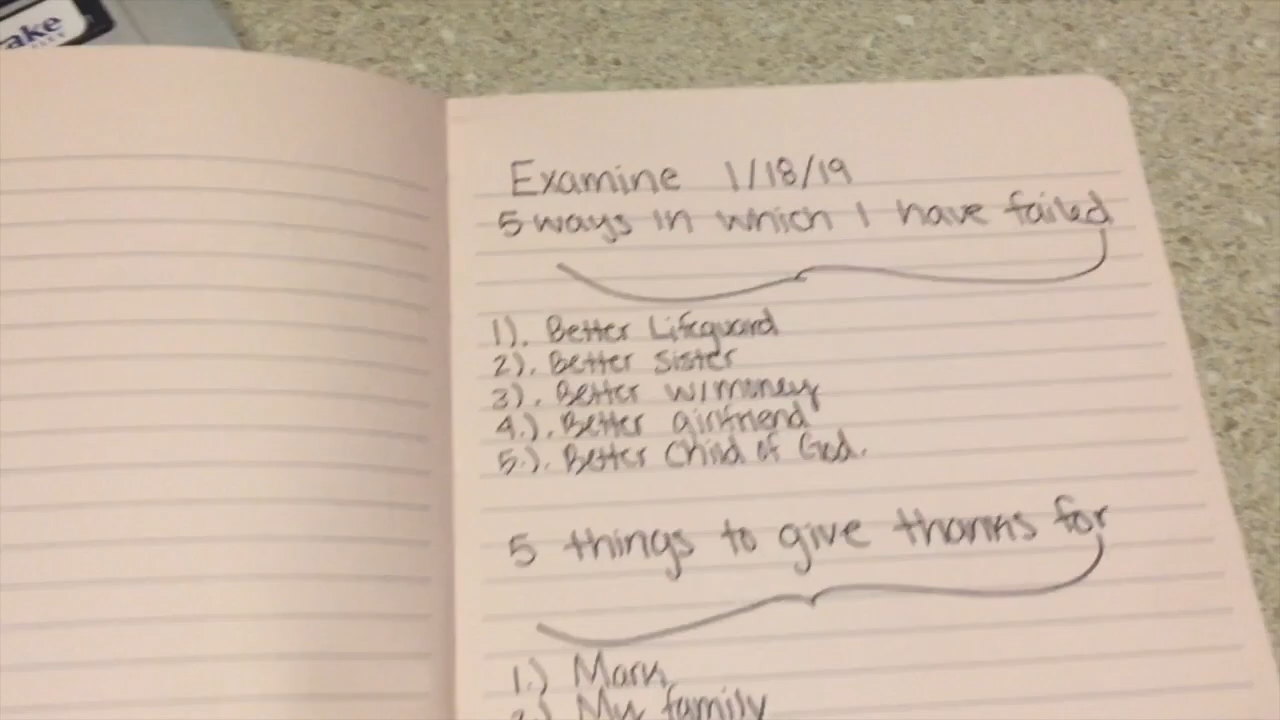 ake
Examine 1/18/19
5 ways in which I have failed
1). Better Lifeguard
2). Better Sister
3). Better w/money
4.). Better girlfriend
5.). Better Child of God.
5 things to give thanks for
1.) Mark
2.) My family